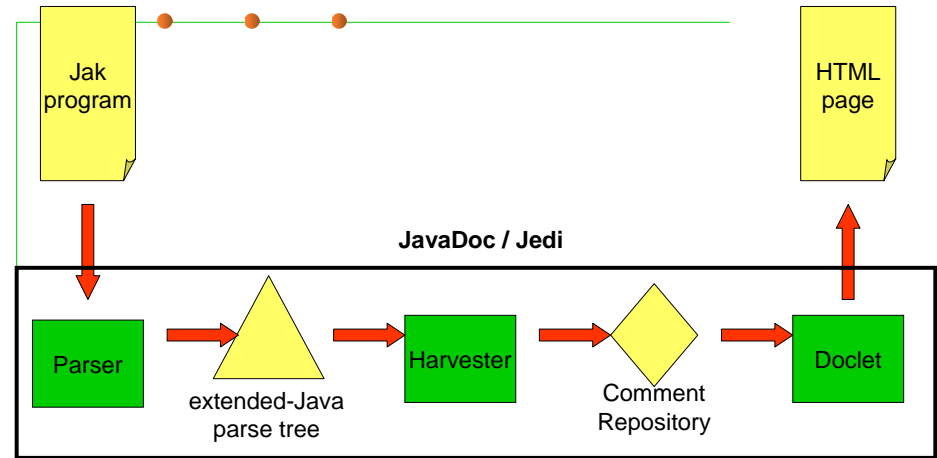 Jak
program
HTML
page
JavaDoc / Jedi
Parser
extended-Java
parse tree
Harvester
Comment
Repository
Doclet